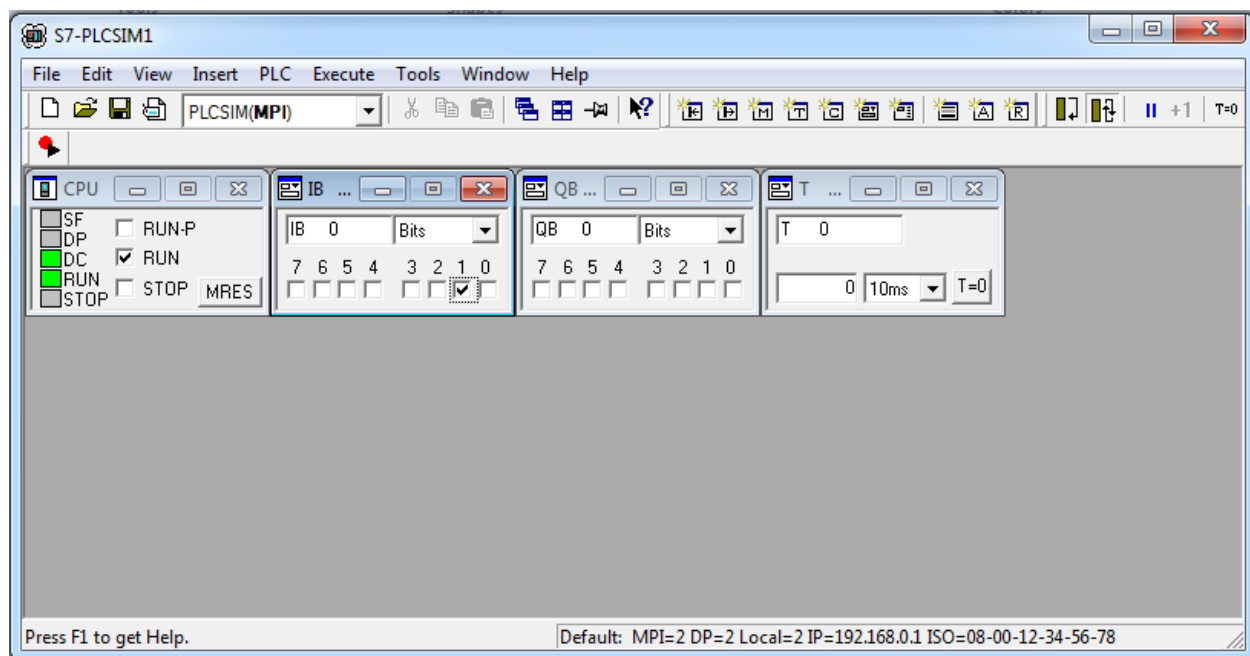 S7-PLCSIM1
File Edit View Insert PLC Execute Tools Window Help
PLCSIM(MPI)
+1 T=0
CPU
SF
DP
DC
RUN
STOP
RUN-P
RUN
STOP
MRES
IB ...
IB 0 Bits
7 6 5 4 3 2 1 0
QB ...
QB 0 Bits
7 6 5 4 3 2 1 0
T ...
T 0
0 10ms T=0
Press F1 to get Help.
Default: MPI=2 DP=2 Local=2 IP=192.168.0.1 ISO=08-00-12-34-56-78